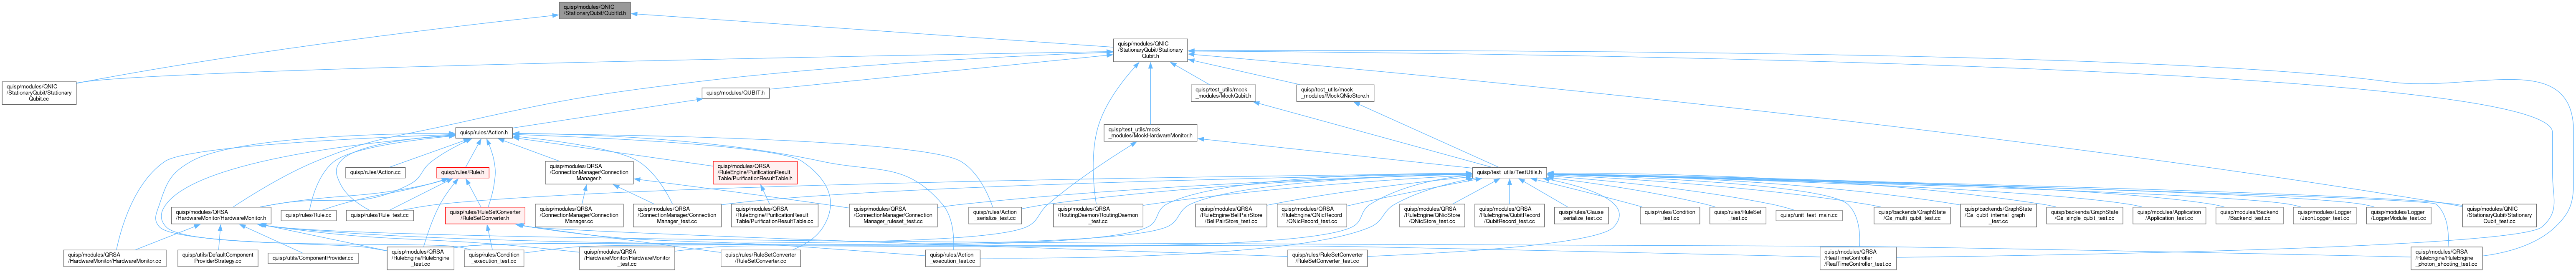 quisp/modules/QNIC
/StationaryQubit/QubitId.h
quisp/modules/QNIC
/StationaryQubit/Stationary
Qubit.h
quisp/modules/QNIC
/StationaryQubit/Stationary
Qubit.cc
quisp/modules/QUBIT.h
quisp/test_utils/mock
_modules/MockQubit.h
quisp/test_utils/mock
_modules/MockQNicStore.h
quisp/rules/Action.h
quisp/test_utils/mock
_modules/MockHardwareMonitor.h
quisp/rules/Action.cc
quisp/rules/Rule.h
quisp/modules/QRSA
/ConnectionManager/Connection
Manager.h
quisp/modules/QRSA
/RuleEngine/PurificationResult
Table/PurificationResultTable.h
quisp/test_utils/TestUtils.h
quisp/modules/QRSA
/HardwareMonitor/HardwareMonitor.h
quisp/rules/Rule.cc
quisp/rules/Rule_test.cc
quisp/rules/RuleSetConverter
/RuleSetConverter.h
quisp/modules/QRSA
/ConnectionManager/Connection
Manager.cc
quisp/modules/QRSA
/ConnectionManager/Connection
Manager_test.cc
quisp/modules/QRSA
/RuleEngine/PurificationResult
Table/PurificationResultTable.cc
quisp/modules/QRSA
/ConnectionManager/Connection
Manager_ruleset_test.cc
quisp/rules/Action
_serialize_test.cc
quisp/modules/QRSA
/RoutingDaemon/RoutingDaemon
_test.cc
quisp/modules/QRSA
/RuleEngine/BellPairStore
/BellPairStore_test.cc
quisp/modules/QRSA
/RuleEngine/QNicRecord
/QNicRecord_test.cc
quisp/modules/QRSA
/RuleEngine/QNicStore
/QNicStore_test.cc
quisp/modules/QRSA
/RuleEngine/QubitRecord
/QubitRecord_test.cc
quisp/rules/Clause
_serialize_test.cc
quisp/rules/Condition
_test.cc
quisp/rules/RuleSet
_test.cc
quisp/unit_test_main.cc
quisp/backends/GraphState
/Gs_multi_qubit_test.cc
quisp/backends/GraphState
/Gs_qubit_internal_graph
_test.cc
quisp/backends/GraphState
/Gs_single_qubit_test.cc
quisp/modules/Application
/Application_test.cc
quisp/modules/Backend
/Backend_test.cc
quisp/modules/Logger
/JsonLogger_test.cc
quisp/modules/Logger
/LoggerModule_test.cc
quisp/modules/QNIC
/StationaryQubit/Stationary
Qubit_test.cc
quisp/modules/QRSA
/HardwareMonitor/HardwareMonitor.cc
quisp/utils/DefaultComponent
ProviderStrategy.cc
quisp/utils/ComponentProvider.cc
quisp/modules/QRSA
/RuleEngine/RuleEngine
_test.cc
quisp/rules/Condition
_execution_test.cc
quisp/modules/QRSA
/HardwareMonitor/HardwareMonitor
_test.cc
quisp/rules/RuleSetConverter
/RuleSetConverter.cc
quisp/rules/Action
_execution_test.cc
quisp/rules/RuleSetConverter
/RuleSetConverter_test.cc
quisp/modules/QRSA
/RealTimeController
/RealTimeController_test.cc
quisp/modules/QRSA
/RuleEngine/RuleEngine
_photon_shooting_test.cc